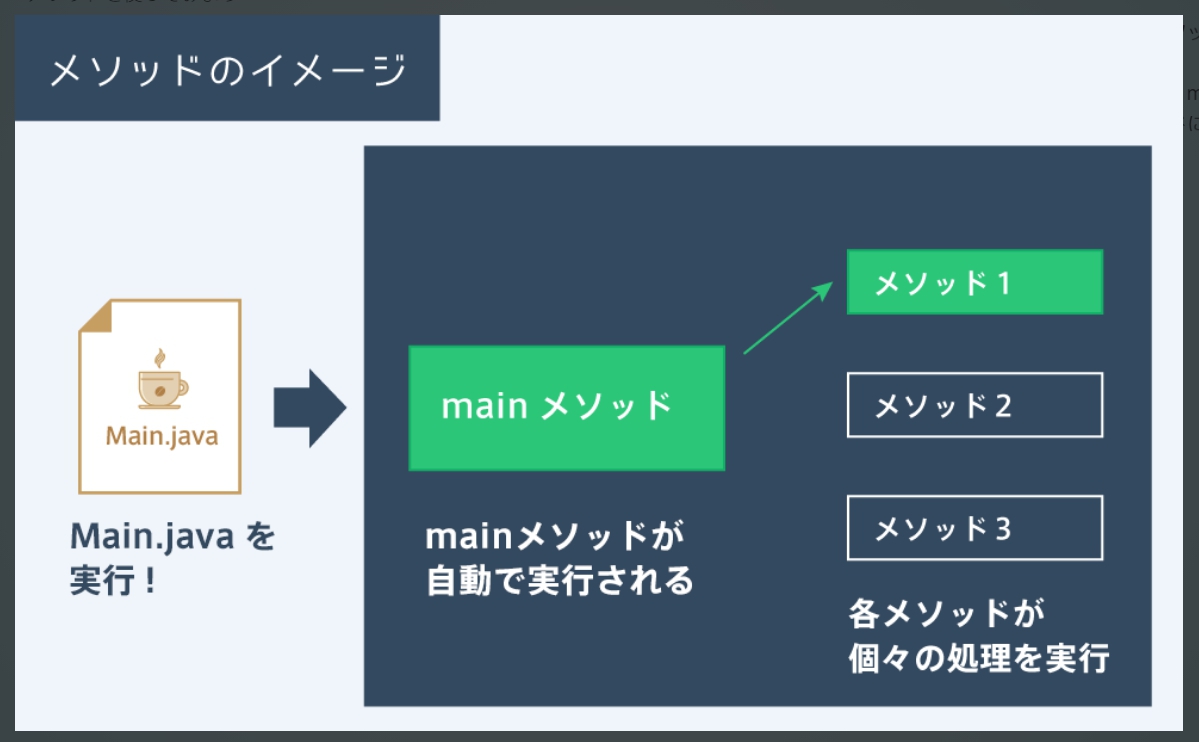 メソッドのイメージ
Main.java
Main.java を
実行！
main メソッド
mainメソッドが
自動で実行される
メソッド 1
メソッド 2
メソッド 3
各メソッドが
個々の処理を実行